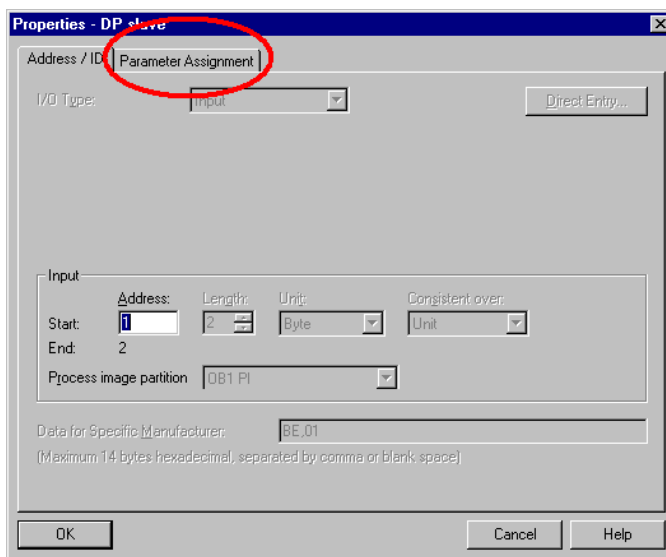 Properties - DP slave
Address / ID
Parameter Assignment
I/O Type:
Input
Direct Entry...
Input
Address:
Length:
Unit:
Consistent over:
Start:
1
2
Byte
Unit
End:
2
Process image partition
OB1 PI
Data for Specific Manufacturer:
BE,01
(Maximum 14 bytes hexadecimal, separated by comma or blank space)
OK
Cancel
Help